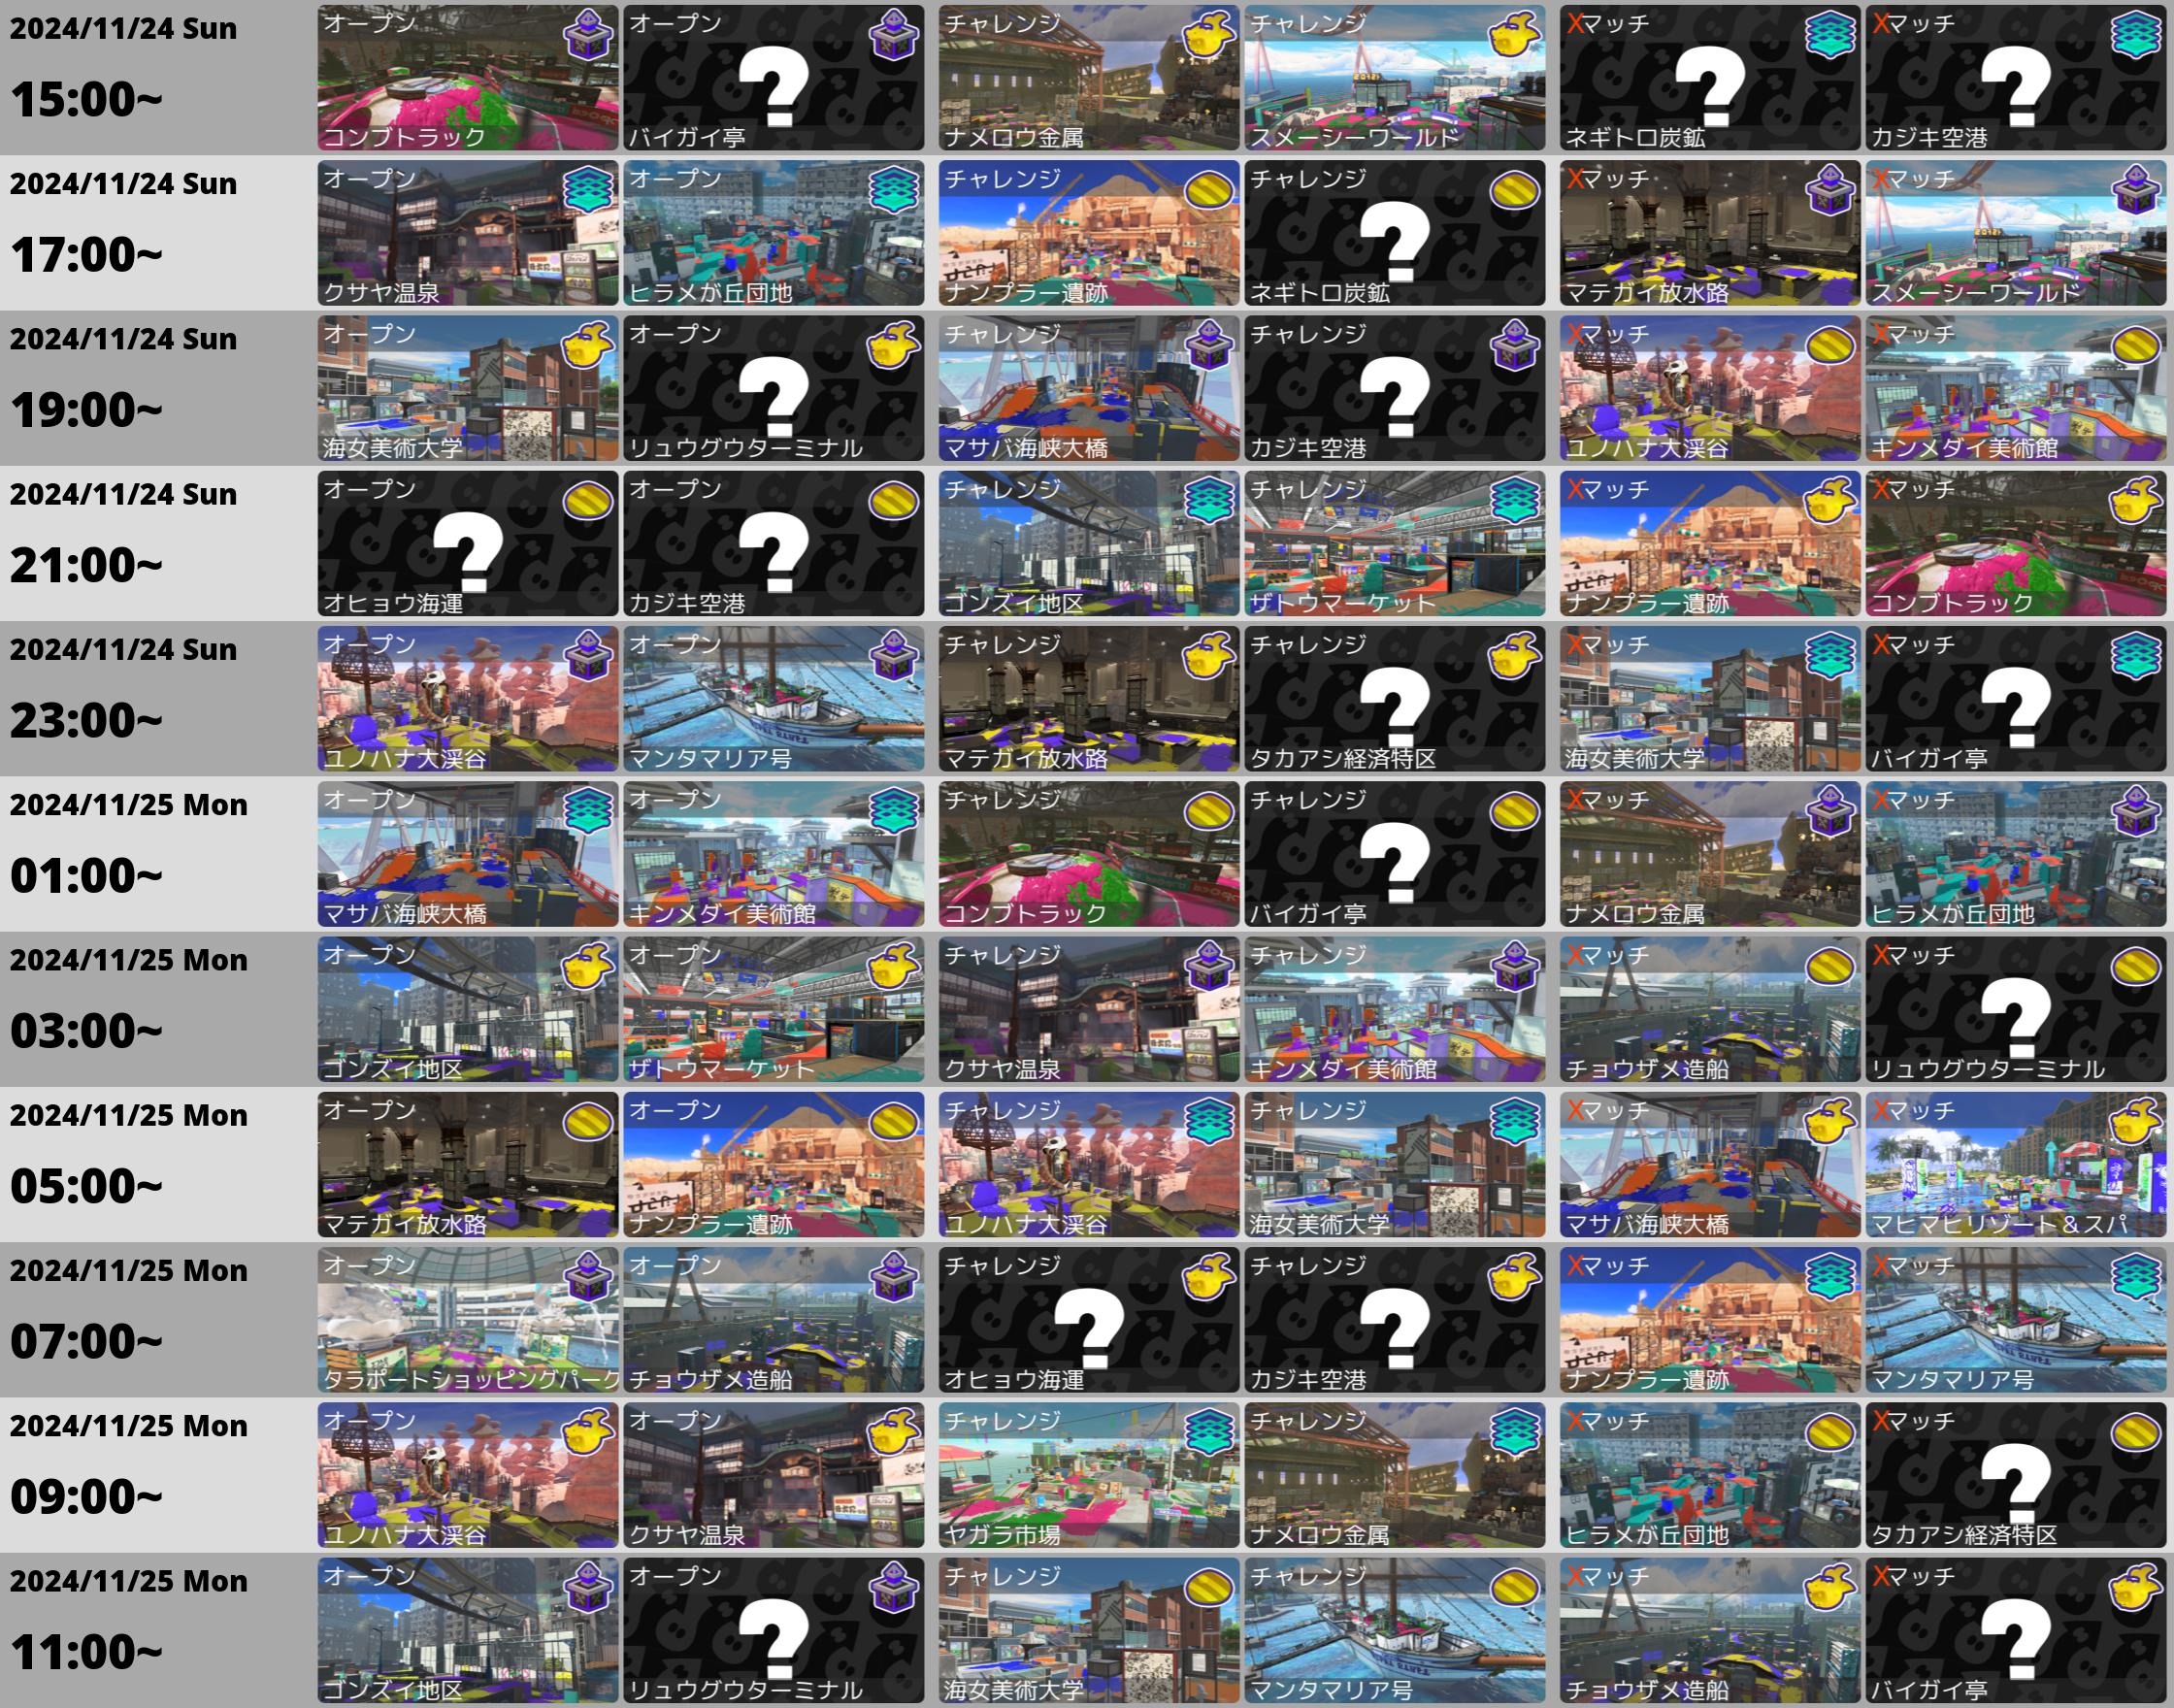 2024/11/24 Sun
15:00~
オープン
コンブトラック
オープン
バイガイ亭
チャレンジ
ナメロウ金属
チャレンジ
スメーシーワールド
Xマッチ
ネギトロ炭鉱
Xマッチ
カジキ空港
2024/11/24 Sun
17:00~
オープン
クサヤ温泉
オープン
ヒラメが丘団地
チャレンジ
ナンプラー遺跡
チャレンジ
ネギトロ炭鉱
Xマッチ
マテガイ放水路
Xマッチ
スメーシーワールド
2024/11/24 Sun
19:00~
オープン
海女美術大学
オープン
リュウグウターミナル
チャレンジ
マサバ海峡大橋
チャレンジ
カジキ空港
Xマッチ
ユノハナ大渓谷
Xマッチ
キンメダイ美術館
2024/11/24 Sun
21:00~
オープン
オヒョウ海運
オープン
カジキ空港
チャレンジ
ゴンズイ地区
チャレンジ
ザトウマーケット
Xマッチ
ナンプラー遺跡
Xマッチ
コンブトラック
2024/11/24 Sun
23:00~
オープン
ユノハナ大渓谷
オープン
マンタマリア号
チャレンジ
マテガイ放水路
チャレンジ
タカアシ経済特区
Xマッチ
海女美術大学
Xマッチ
バイガイ亭
2024/11/25 Mon
01:00~
オープン
マサバ海峡大橋
オープン
キンメダイ美術館
チャレンジ
コンブトラック
チャレンジ
バイガイ亭
Xマッチ
ナメロウ金属
Xマッチ
ヒラメが丘団地
2024/11/25 Mon
03:00~
オープン
ゴンズイ地区
オープン
ザトウマーケット
チャレンジ
クサヤ温泉
チャレンジ
キンメダイ美術館
Xマッチ
チョウザメ造船
Xマッチ
リュウグウターミナル
2024/11/25 Mon
05:00~
オープン
マテガイ放水路
オープン
ナンプラー遺跡
チャレンジ
ユノハナ大渓谷
チャレンジ
海女美術大学
Xマッチ
マサバ海峡大橋
Xマッチ
マヒマヒリゾート＆スパ
2024/11/25 Mon
07:00~
オープン
タラポートショッピングパーク
オープン
チョウザメ造船
チャレンジ
オヒョウ海運
チャレンジ
カジキ空港
Xマッチ
ナンプラー遺跡
Xマッチ
マンタマリア号
2024/11/25 Mon
09:00~
オープン
ユノハナ大渓谷
オープン
クサヤ温泉
チャレンジ
ヤガラ市場
チャレンジ
ナメロウ金属
Xマッチ
ヒラメが丘団地
Xマッチ
タカアシ経済特区
2024/11/25 Mon
11:00~
オープン
ゴンズイ地区
オープン
リュウグウターミナル
チャレンジ
海女美術大学
チャレンジ
マンタマリア号
Xマッチ
チョウザメ造船
Xマッチ
バイガイ亭